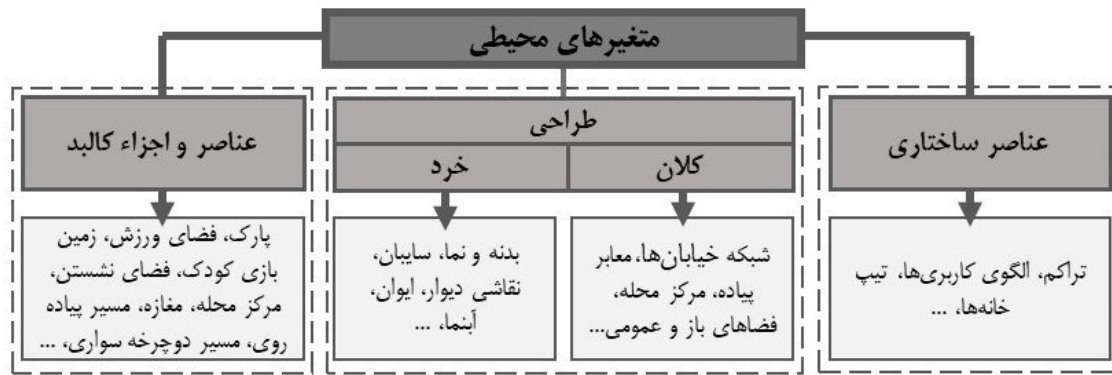 متغیرهای محیطی
عناصر ساختاری
تراکم، الگوی کاربری‌ها، تیپ
خانه‌ها، ...
طراحی
کلان
خرد
شبکه خیابان‌ها، معابر
پیاده، مرکز محله،
فضاهای باز و عمومی...
بدنه و نما، سایبان،
نقاشی دیوار، ایوان،
آبنما، ...
عناصر و اجزاء کالبد
پارک، فضای ورزش، زمین
بازی کودک، فضای نشستن،
مرکز محله، مغازه، مسیر پیاده
روی، مسیر دوچرخه سواری، ...